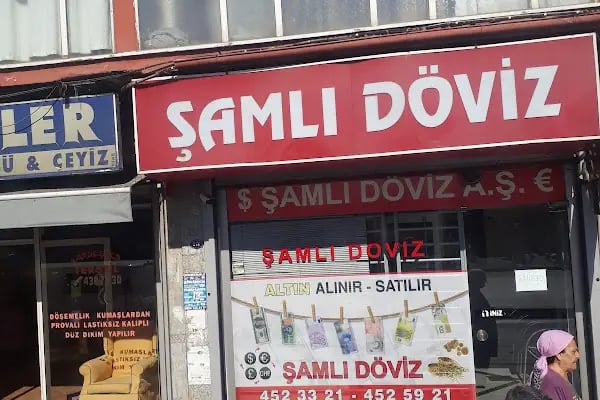 LER
Ü & ÇEYİZ
ŞAMLI DÖVİZ
$ ŞAMLI DÖVİZ A.Ş. €
ŞAMLI DÖVİZ
ALTIN ALINIR - SATILIR
ŞAMLI DÖVİZ
452 33 21 - 452 59 21
DÖŞEMELİK KUMAŞLARDAN
PROVALI LASTİKSİZ KALIPLI
DÜZ DİKİM YAPILIR